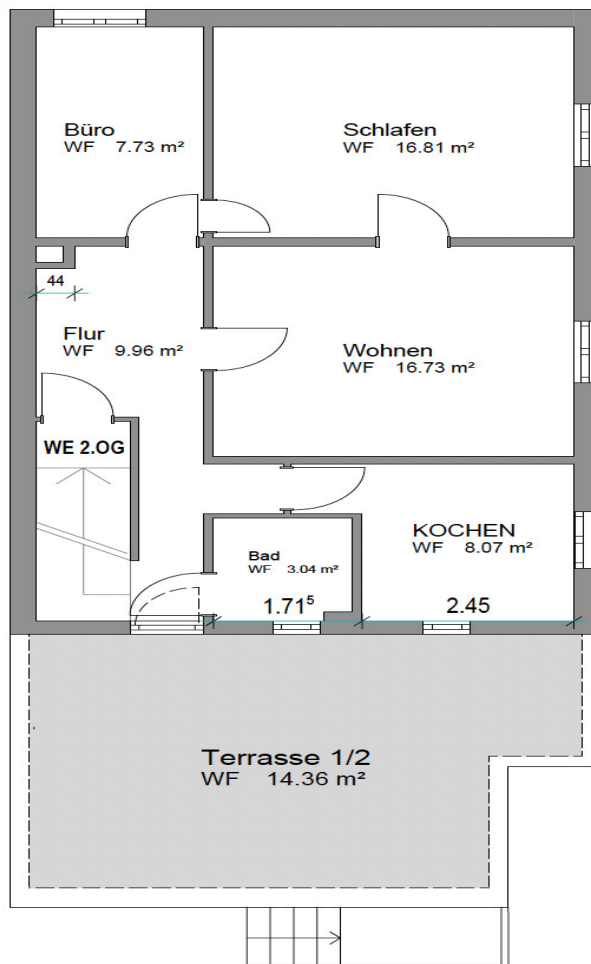 Büro
WF 7.73 m²
Schlafen
WF 16.81 m²
44
Flur
WF 9.96 m²
Wohnen
WF 16.73 m²
WE 2.OG
KOCHEN
WF 8.07 m²
Bad
WF 3.04 m²
1.71⁵
2.45
Terrasse 1/2
WF 14.36 m²